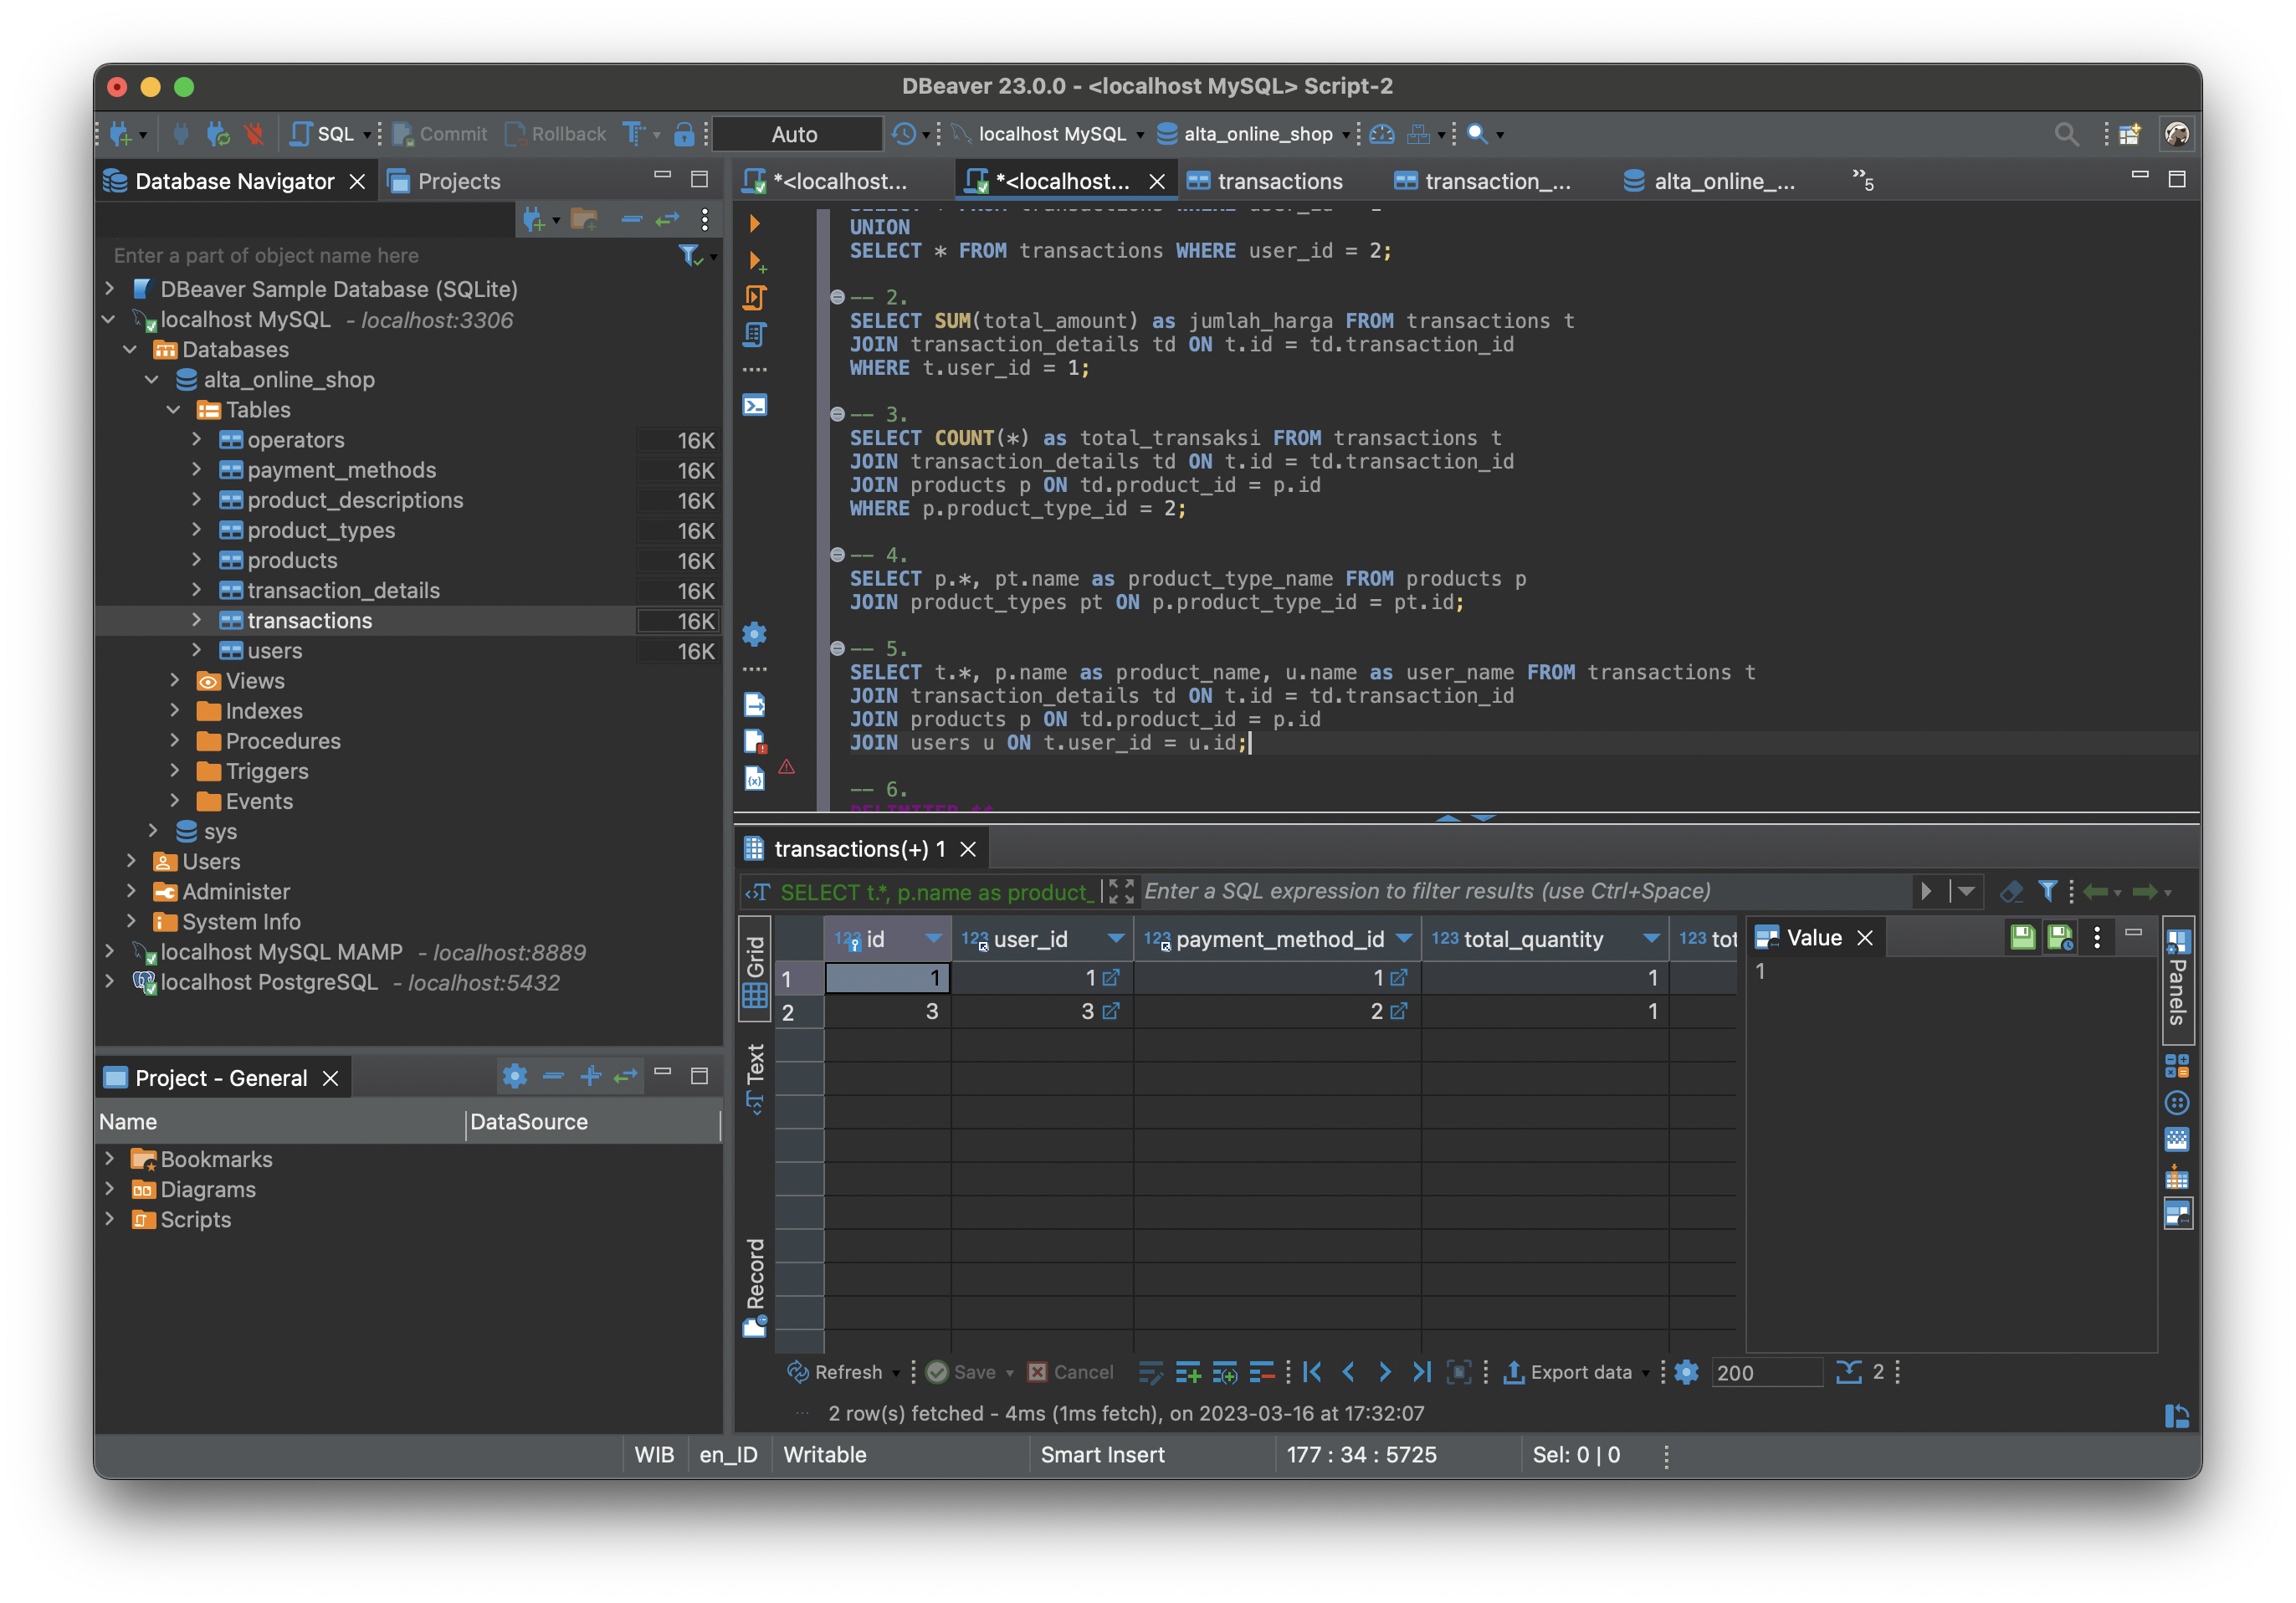 DBeaver 23.0.0 - <localhost MySQL> Script-2
SQL
Commit
Rollback
Auto
localhost MySQL
alta_online_shop
Database Navigator
Projects
Enter a part of object name here
DBeaver Sample Database (SQLite)
localhost MySQL - localhost:3306
Databases
alta_online_shop
Tables
operators 16K
payment_methods 16K
product_descriptions 16K
product_types 16K
products 16K
transaction_details 16K
transactions 16K
users 16K
Views
Indexes
Procedures
Triggers
Events
sys
Users
Administer
System Info
localhost MySQL MAMP - localhost:8889
localhost PostgreSQL - localhost:5432
Project - General
Name DataSource
Bookmarks
Diagrams
Scripts
*<localhost...
*<localhost...
transactions
transaction_...
alta_online_...
»5
UNION
SELECT * FROM transactions WHERE user_id = 2;
-- 2.
SELECT SUM(total_amount) as jumlah_harga FROM transactions t
JOIN transaction_details td ON t.id = td.transaction_id
WHERE t.user_id = 1;
-- 3.
SELECT COUNT(*) as total_transaksi FROM transactions t
JOIN transaction_details td ON t.id = td.transaction_id
JOIN products p ON td.product_id = p.id
WHERE p.product_type_id = 2;
-- 4.
SELECT p.*, pt.name as product_type_name FROM products p
JOIN product_types pt ON p.product_type_id = pt.id;
-- 5.
SELECT t.*, p.name as product_name, u.name as user_name FROM transactions t
JOIN transaction_details td ON t.id = td.transaction_id
JOIN products p ON td.product_id = p.id
JOIN users u ON t.user_id = u.id;
-- 6.
DELIMITER $$
transactions(+) 1
SELECT t.*, p.name as product_
Enter a SQL expression to filter results (use Ctrl+Space)
Grid
Text
Record
123 id 123 user_id 123 payment_method_id 123 total_quantity 123 tot
1 1 1 1 1
2 3 3 2 1
Value
1
Panels
Refresh
Save
Cancel
Export data
200
2
2 row(s) fetched - 4ms (1ms fetch), on 2023-03-16 at 17:32:07
WIB
en_ID
Writable
Smart Insert
177 : 34 : 5725
Sel: 0 | 0